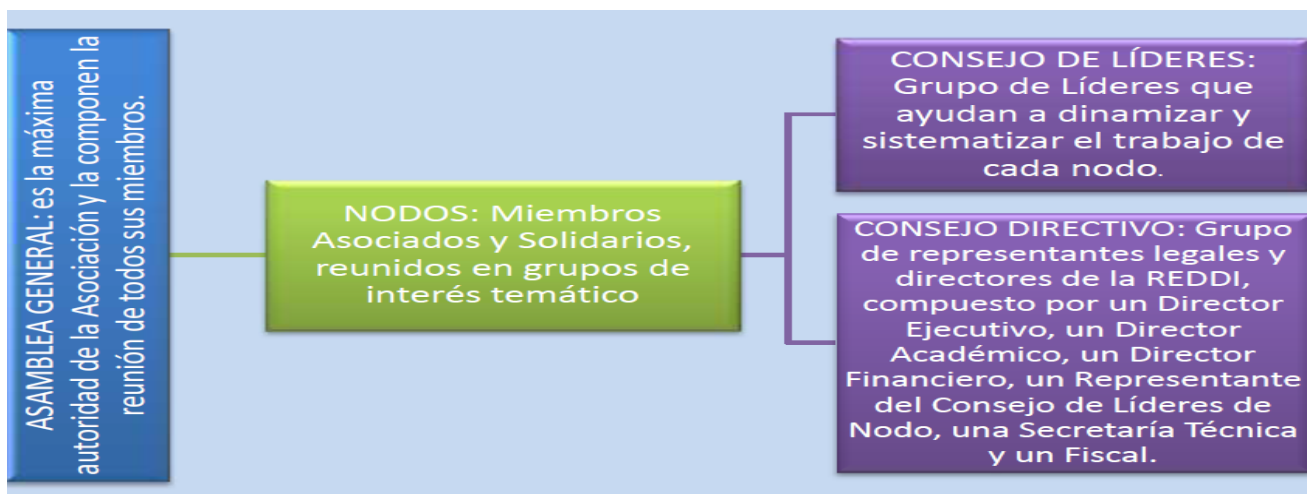 ASAMBLEA GENERAL: es la máxima
autoridad de la Asociación y la componen la
reunión de todos sus miembros.
NODOS: Miembros
Asociados y Solidarios,
reunidos en grupos de
interés temático
CONSEJO DE LÍDERES:
Grupo de Líderes que
ayudan a dinamizar y
sistematizar el trabajo de
cada nodo.
CONSEJO DIRECTIVO: Grupo
de representantes legales y
directores de la REDDI,
compuesto por un Director
Ejecutivo, un Director
Académico, un Director
Financiero, un Representante
del Consejo de Líderes de
Nodo, una Secretaría Técnica
y un Fiscal.